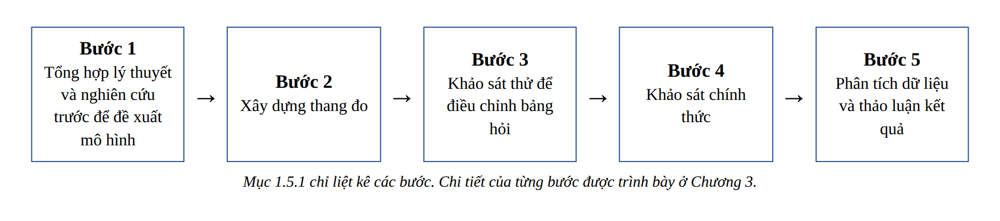 Bước 1
Tổng hợp lý thuyết
và nghiên cứu
trước để đề xuất
mô hình
→
Bước 2
Xây dựng thang đo
→
Bước 3
Khảo sát thử để
điều chỉnh bảng
hỏi
→
Bước 4
Khảo sát chính
thức
→
Bước 5
Phân tích dữ liệu
và thảo luận kết
quả
Mục 1.5.1 chỉ liệt kê các bước. Chi tiết của từng bước được trình bày ở Chương 3.